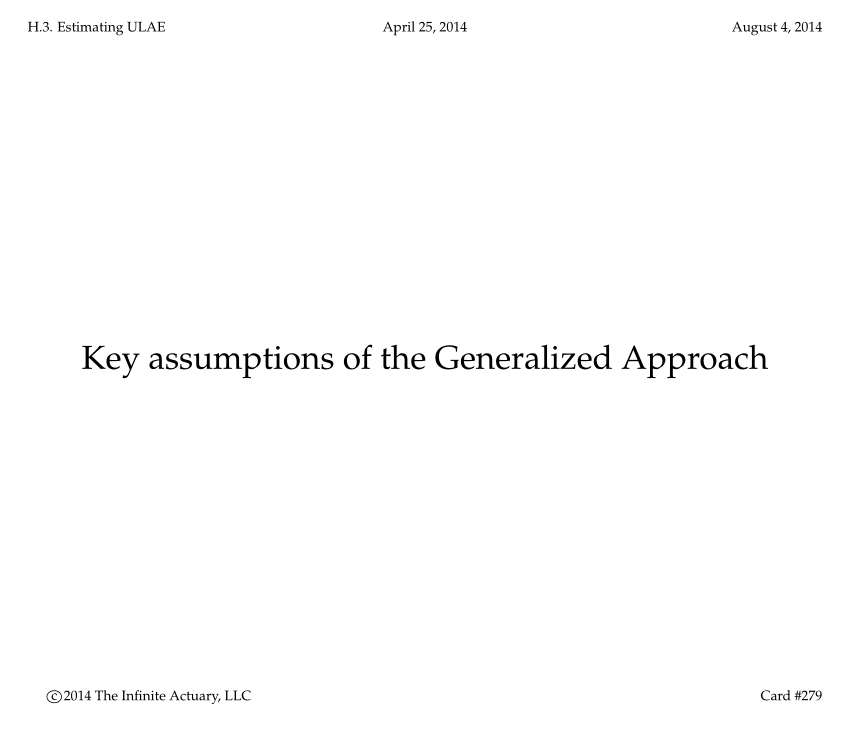 H.3. Estimating ULAE April 25, 2014 August 4, 2014
Key assumptions of the Generalized Approach
©2014 The Infinite Actuary, LLC Card #279